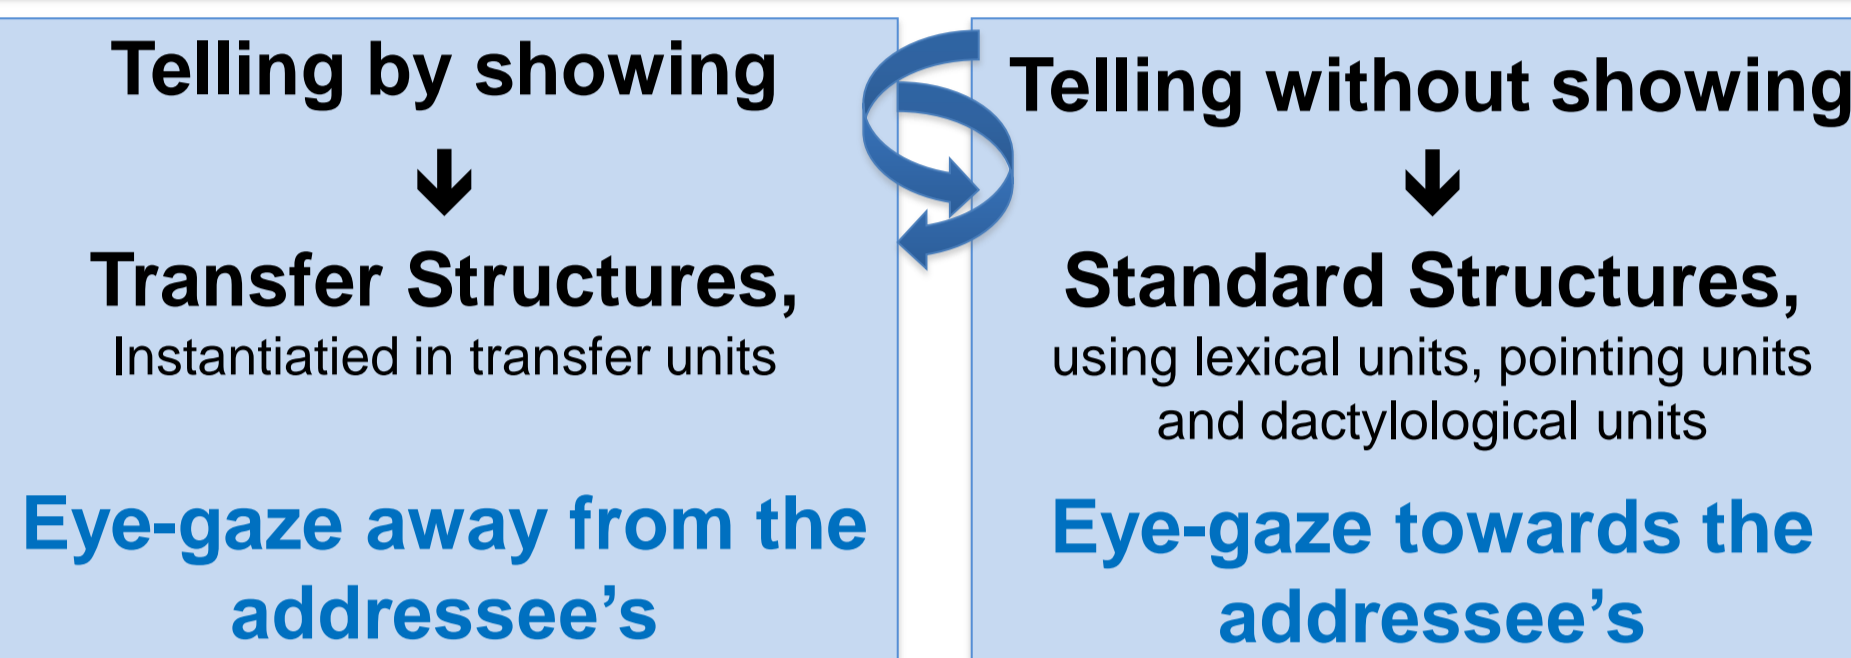 Telling by showing
↓
Transfer Structures,
Instantiatied in transfer units
Eye-gaze away from the
addressee's
Telling without showing
↓
Standard Structures,
using lexical units, pointing units
and dactylological units
Eye-gaze towards the
addressee's